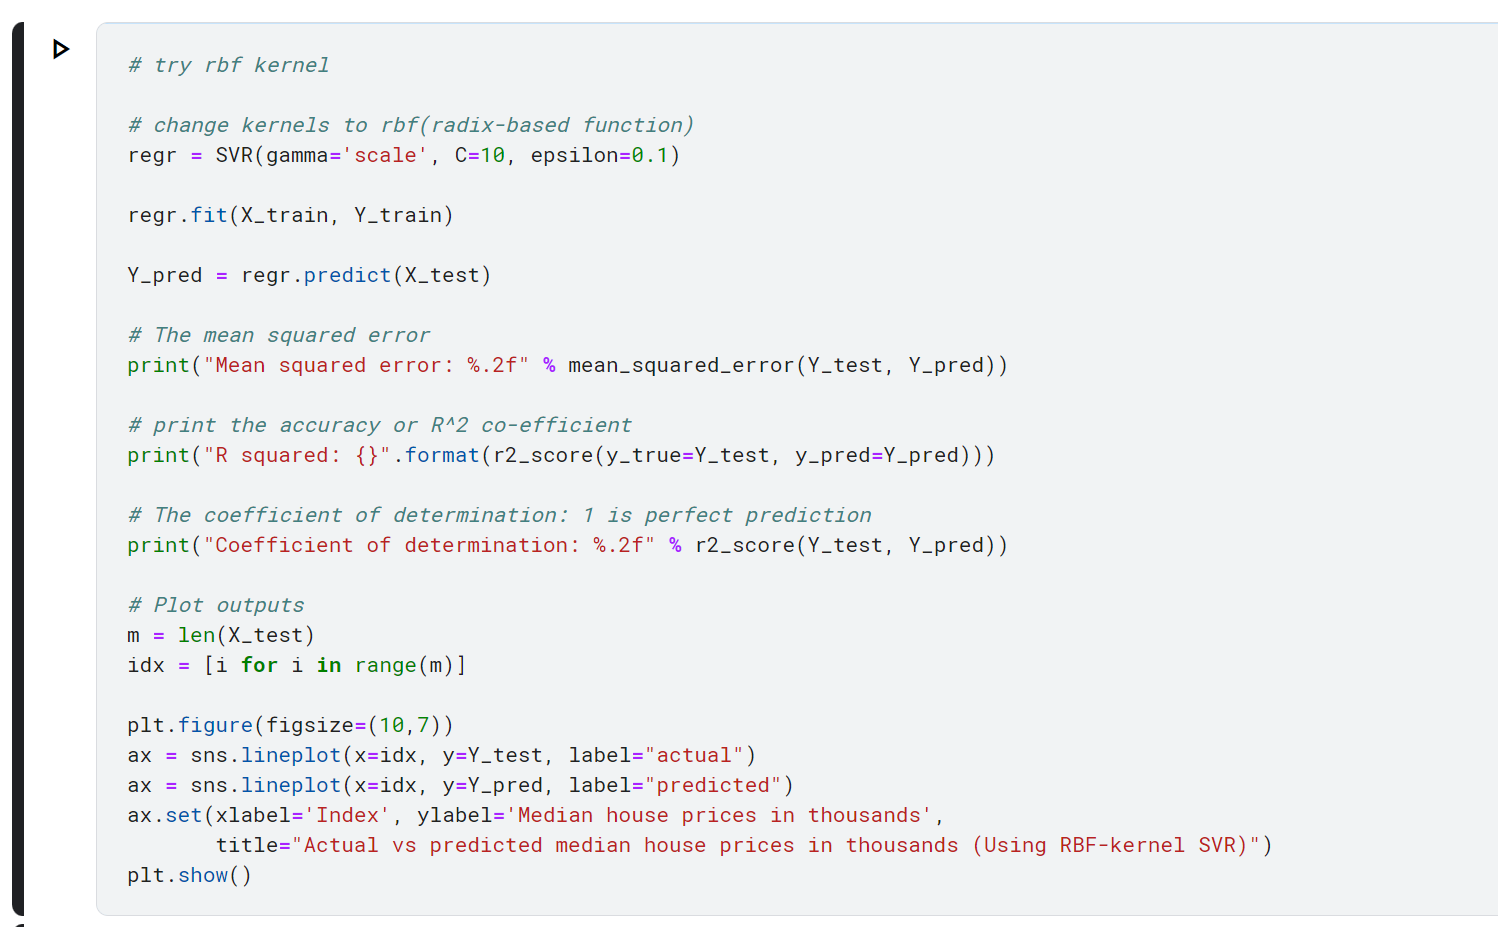 # try rbf kernel
# change kernels to rbf(radix-based function)
regr = SVR(gamma='scale', C=10, epsilon=0.1)
regr.fit(X_train, Y_train)
Y_pred = regr.predict(X_test)
# The mean squared error
print("Mean squared error: %.2f" % mean_squared_error(Y_test, Y_pred))
# print the accuracy or R^2 co-efficient
print("R squared: {}".format(r2_score(y_true=Y_test, y_pred=Y_pred)))
# The coefficient of determination: 1 is perfect prediction
print("Coefficient of determination: %.2f" % r2_score(Y_test, Y_pred))
# Plot outputs
m = len(X_test)
idx = [i for i in range(m)]
plt.figure(figsize=(10,7))
ax = sns.lineplot(x=idx, y=Y_test, label="actual")
ax = sns.lineplot(x=idx, y=Y_pred, label="predicted")
ax.set(xlabel='Index', ylabel='Median house prices in thousands',
       title="Actual vs predicted median house prices in thousands (Using RBF-kernel SVR)")
plt.show()